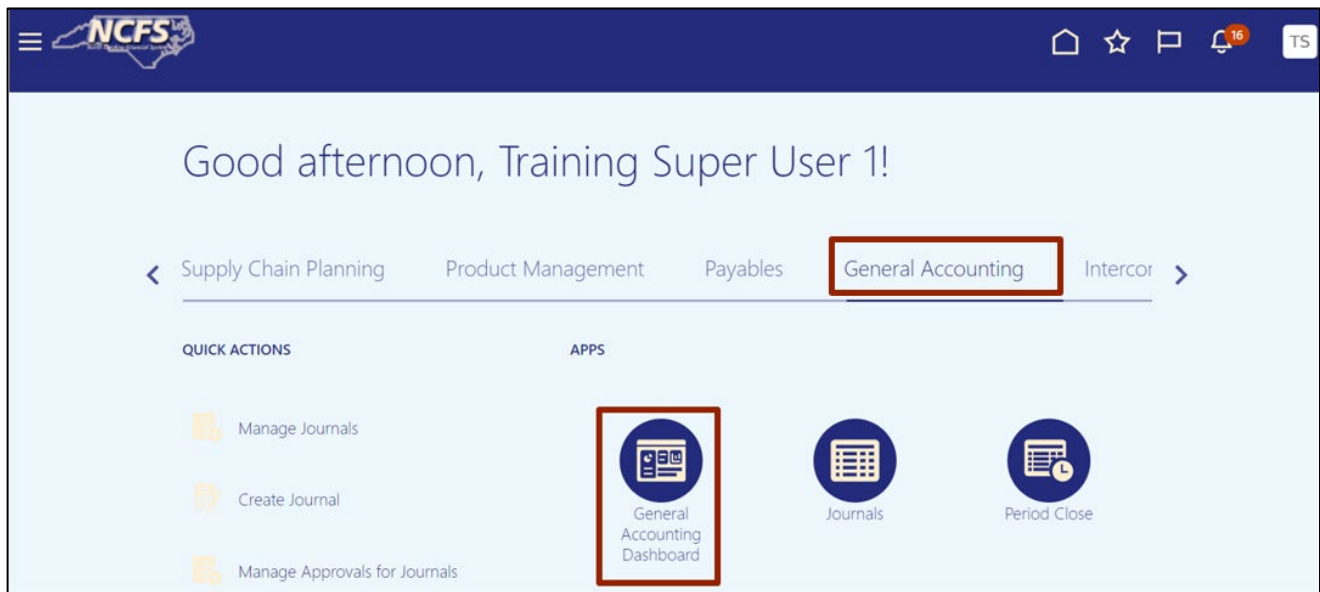 NCFS
16
TS
Good afternoon, Training Super User 1!
Supply Chain Planning Product Management Payables General Accounting Intercor
QUICK ACTIONS APPS
Manage Journals
Create Journal
Manage Approvals for Journals
General
Accounting
Dashboard
Journals
Period Close